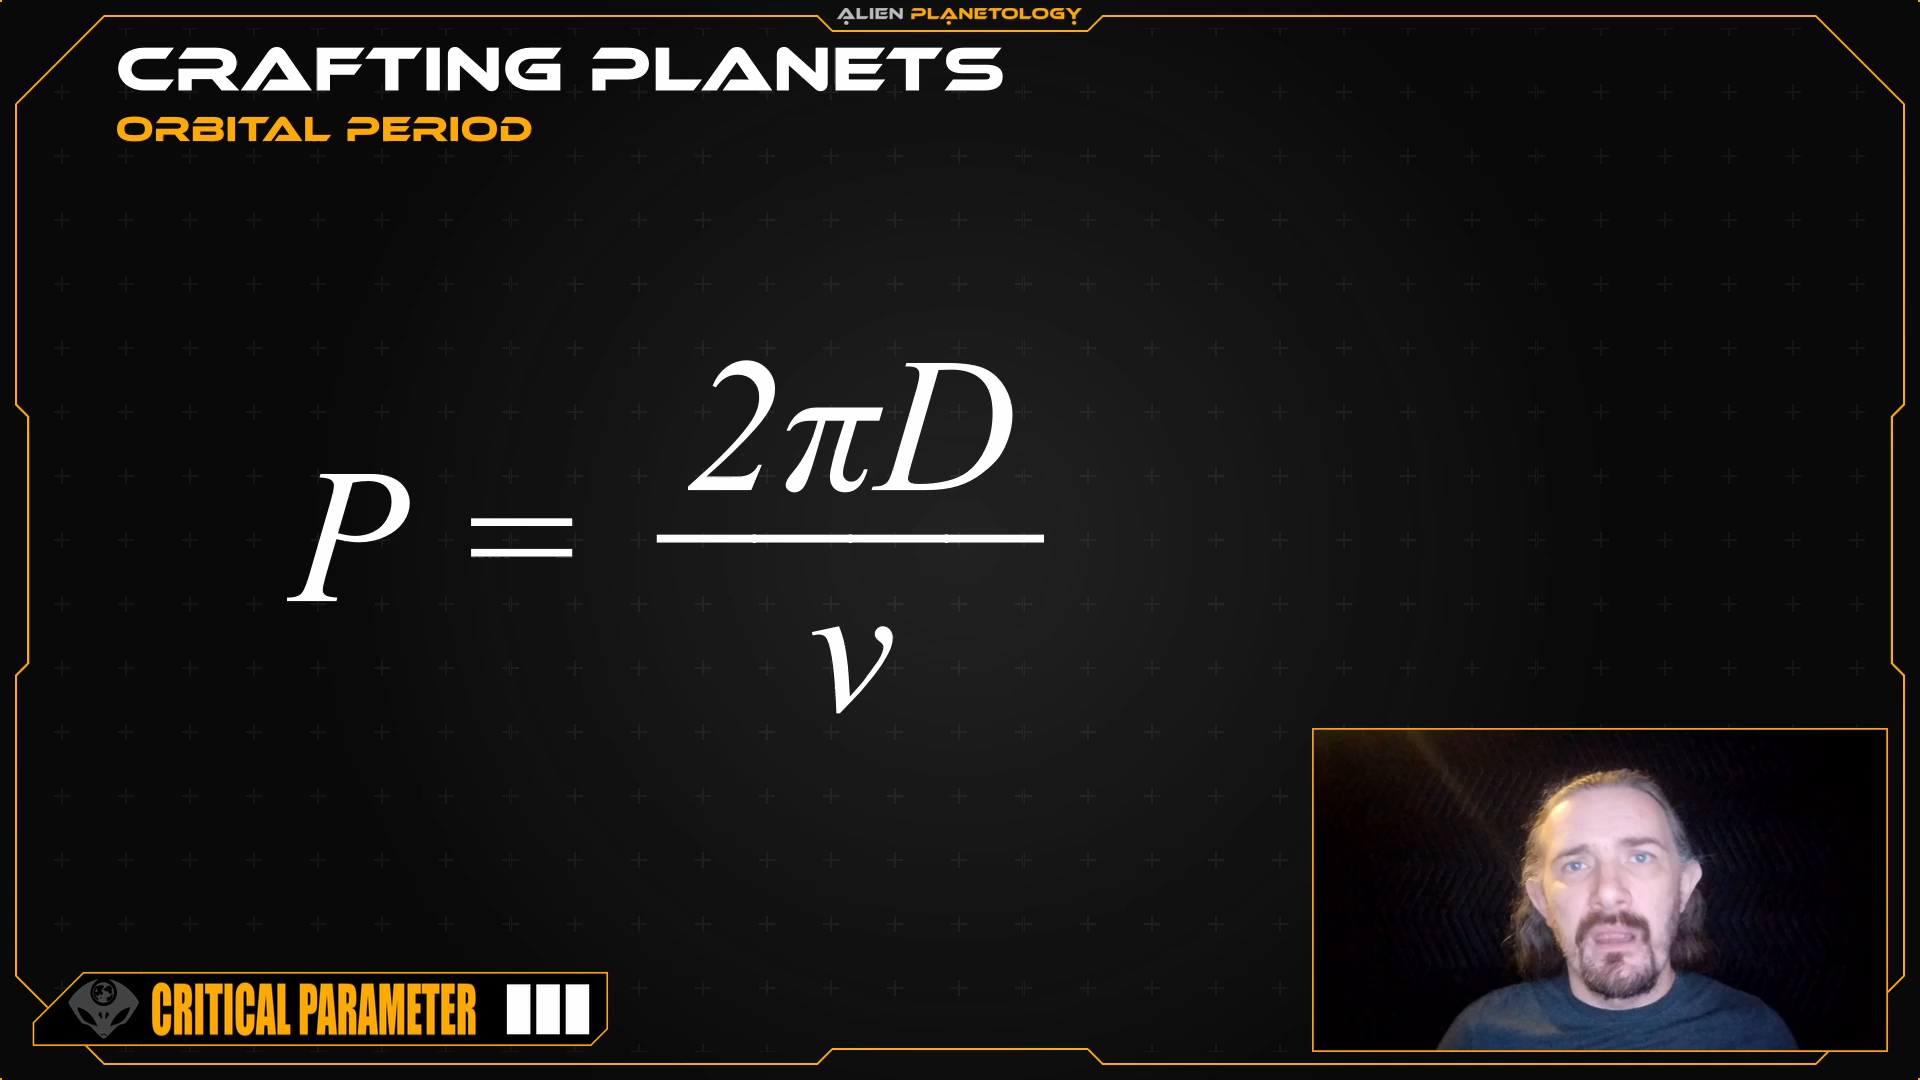 ALIEN PLANETOLOGY
CRAFTING PLANETS
ORBITAL PERIOD
P = 2πD / v
CRITICAL PARAMETER